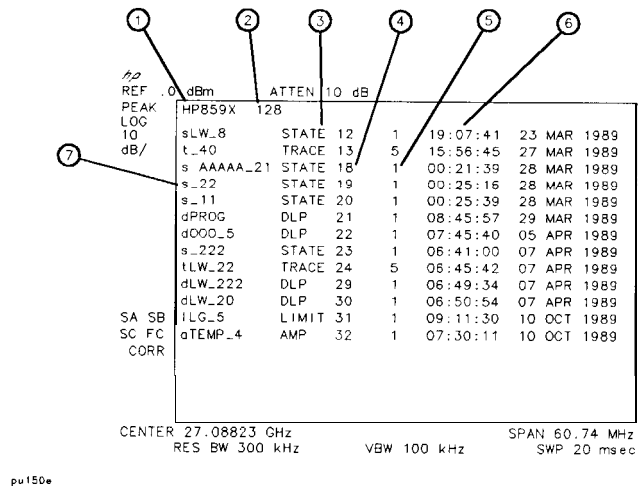 1 2 3 4 5 6
hp
REF .0 dBm ATTEN 10 dB
PEAK HP859X 128
LOG
10 sLW_8 STATE 12 1 19:07:41 23 MAR 1989
dB/ t_40 TRACE 13 5 15:56:45 27 MAR 1989
s AAAAA_21 STATE 18 1 00:21:39 28 MAR 1989
7 s_22 STATE 19 1 00:25:16 28 MAR 1989
s_11 STATE 20 1 00:25:39 28 MAR 1989
dPROG DLP 21 1 08:45:57 29 MAR 1989
dOOO_5 DLP 22 1 07:45:40 05 APR 1989
s_222 STATE 23 1 06:41:00 07 APR 1989
tLW_22 TRACE 24 5 06:45:42 07 APR 1989
dLW_222 DLP 29 1 06:49:34 07 APR 1989
dLW_20 DLP 30 1 06:50:54 07 APR 1989
SA SB lLG_5 LIMIT 31 1 09:11:30 10 OCT 1989
SC FC aTEMP_4 AMP 32 1 07:30:11 10 OCT 1989
CORR
CENTER 27.08823 GHz SPAN 60.74 MHz
RES BW 300 kHz VBW 100 kHz SWP 20 msec
pu150e